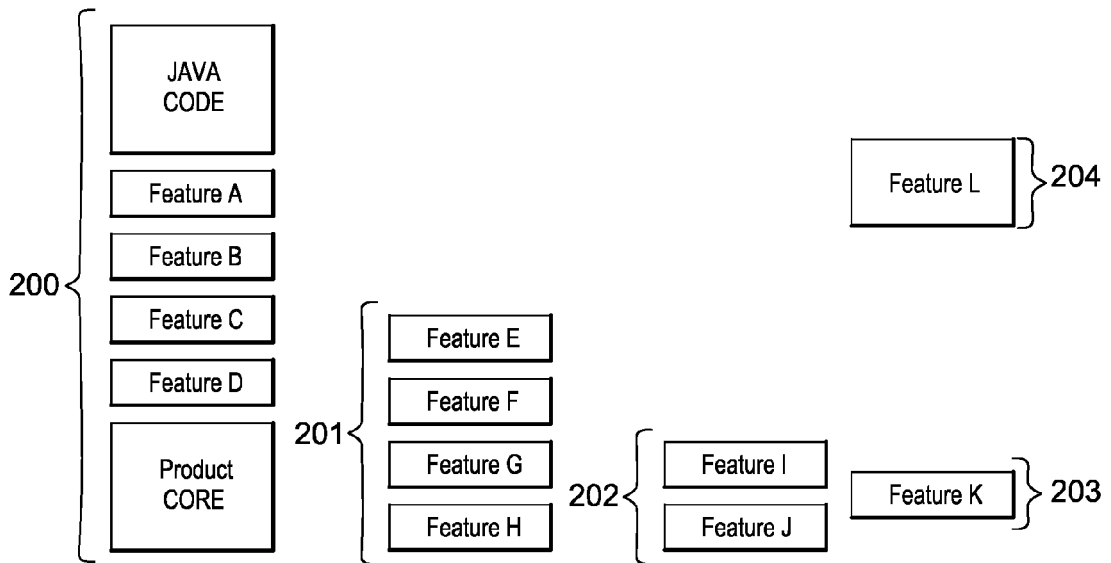 JAVA
CODE
Feature A
Feature B
Feature C
Feature D
Product
CORE
200
201
Feature E
Feature F
Feature G
Feature H
202
Feature I
Feature J
Feature L
204
Feature K
203